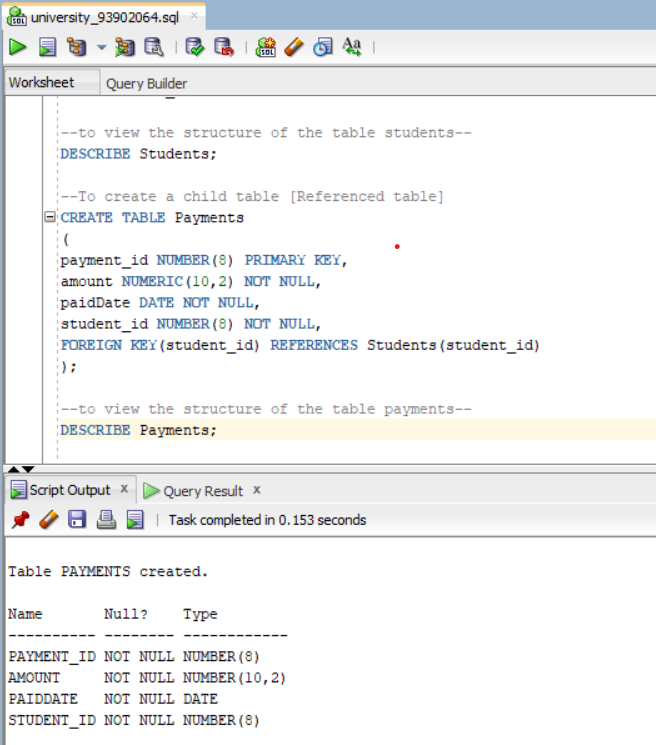 university_93902064.sql
Worksheet Query Builder
--to view the structure of the table students--
DESCRIBE Students;
--To create a child table [Referenced table]
CREATE TABLE Payments
(
payment_id NUMBER(8) PRIMARY KEY,
amount NUMERIC(10,2) NOT NULL,
paidDate DATE NOT NULL,
student_id NUMBER(8) NOT NULL,
FOREIGN KEY(student_id) REFERENCES Students(student_id)
);
--to view the structure of the table payments--
DESCRIBE Payments;
Script Output x Query Result x
Task completed in 0.153 seconds
Table PAYMENTS created.
Name Null? Type
---------- -------- ------------
PAYMENT_ID NOT NULL NUMBER(8)
AMOUNT NOT NULL NUMBER(10,2)
PAIDDATE NOT NULL DATE
STUDENT_ID NOT NULL NUMBER(8)